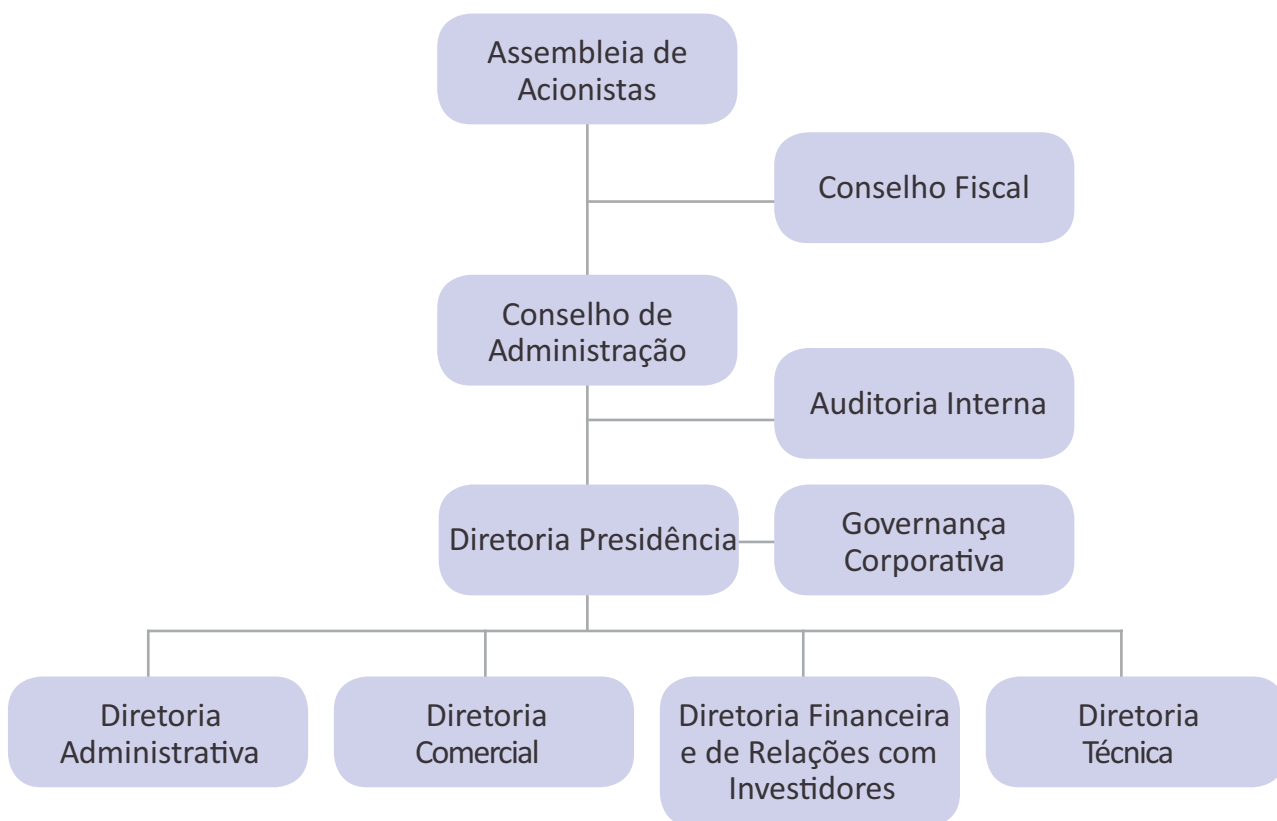 Assembleia de
Acionistas
Conselho Fiscal
Conselho de
Administração
Auditoria Interna
Diretoria Presidência
Governança
Corporativa
Diretoria
Administrativa
Diretoria
Comercial
Diretoria Financeira
e de Relações com
Investidores
Diretoria
Técnica